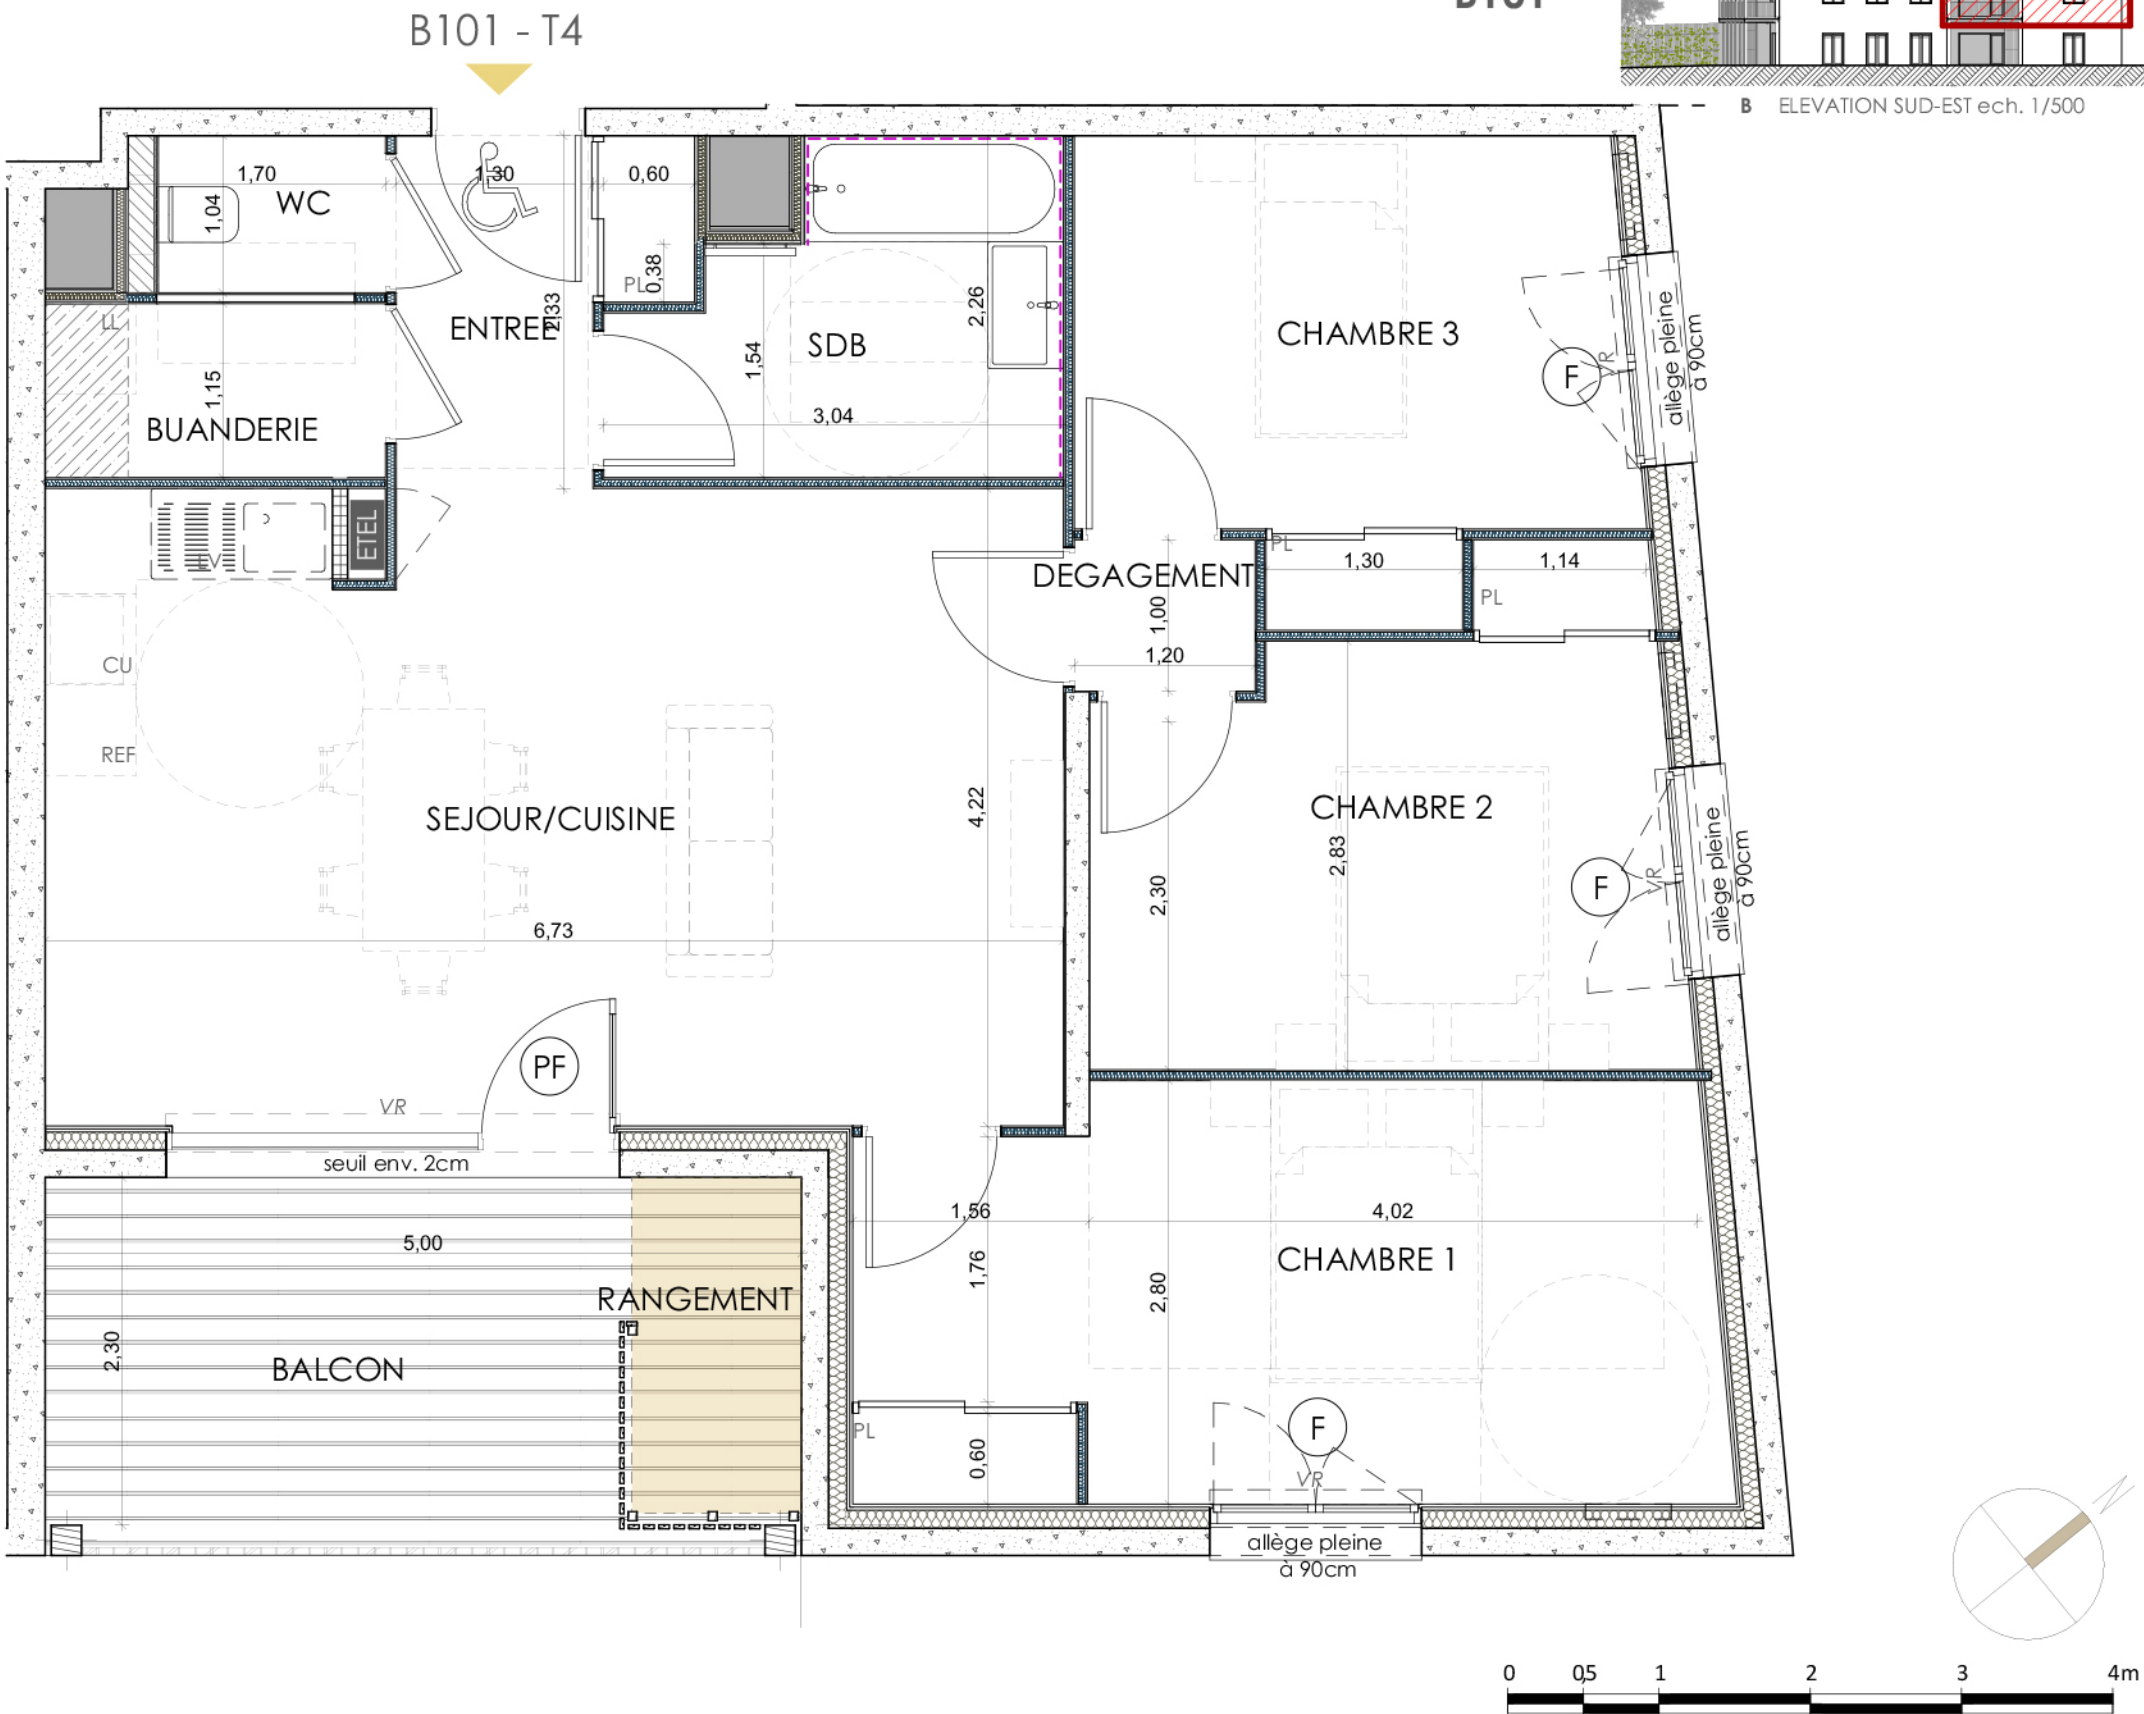 B101 - T4
B101
B ELEVATION SUD-EST ech. 1/500
1,70
WC
1,04
1,30
0,60
PL
0,38
ENTREE
2,33
SDB
2,26
1,54
3,04
LL
1,15
BUANDERIE
CHAMBRE 3
F
VR
allège pleine
à 90cm
ETEL
LV
CU
REF
DEGAGEMENT
1,00
1,20
PL
1,30
1,14
PL
SEJOUR/CUISINE
4,22
6,73
CHAMBRE 2
2,83
2,30
F
VR
allège pleine
à 90cm
PF
VR
seuil env. 2cm
5,00
RANGEMENT
2,30
BALCON
1,56
4,02
1,76
CHAMBRE 1
2,80
PL
0,60
F
VR
allège pleine
à 90cm
N
0 0,5 1 2 3 4m